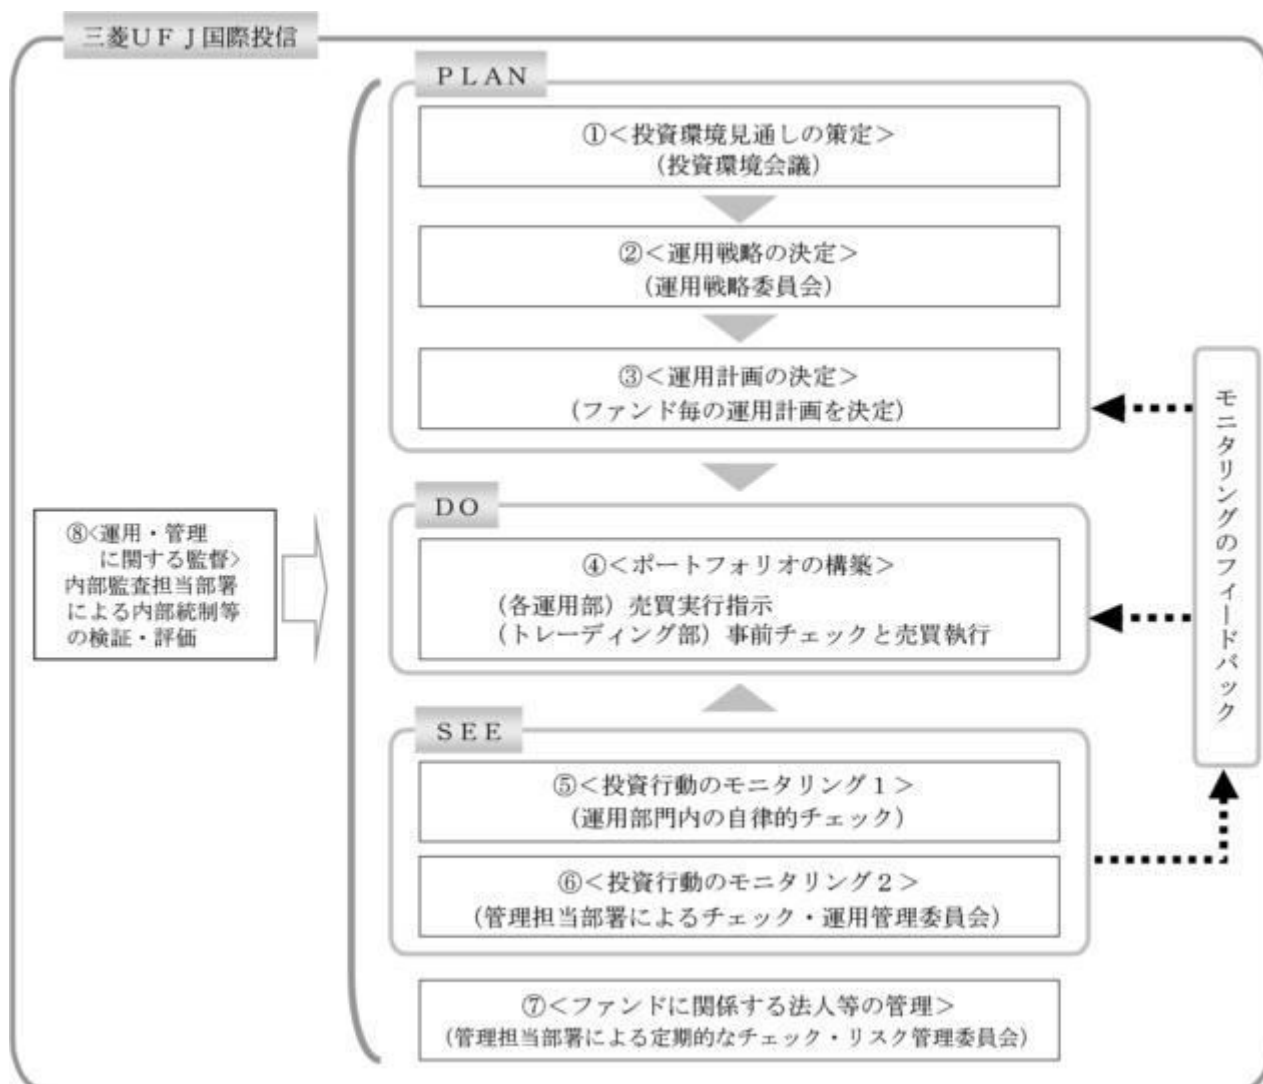 三菱ＵＦＪ国際投信
ＰＬＡＮ
①＜投資環境見通しの策定＞
（投資環境会議）
②＜運用戦略の決定＞
（運用戦略委員会）
③＜運用計画の決定＞
（ファンド毎の運用計画を決定）
ＤＯ
④＜ポートフォリオの構築＞
（各運用部）売買実行指示
（トレーディング部）事前チェックと売買執行
ＳＥＥ
⑤＜投資行動のモニタリング１＞
（運用部門内の自律的チェック）
⑥＜投資行動のモニタリング２＞
（管理担当部署によるチェック・運用管理委員会）
⑦＜ファンドに関係する法人等の管理＞
（管理担当部署による定期的なチェック・リスク管理委員会）
⑧<運用・管理
に関する監督>
内部監査担当部署
による内部統制等
の検証・評価
モニタリングのフィードバック